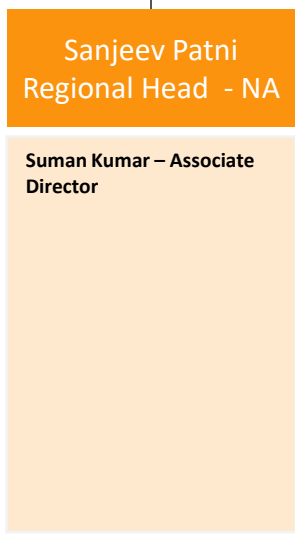 Sanjeev Patni
Regional Head - NA
Suman Kumar – Associate
Director